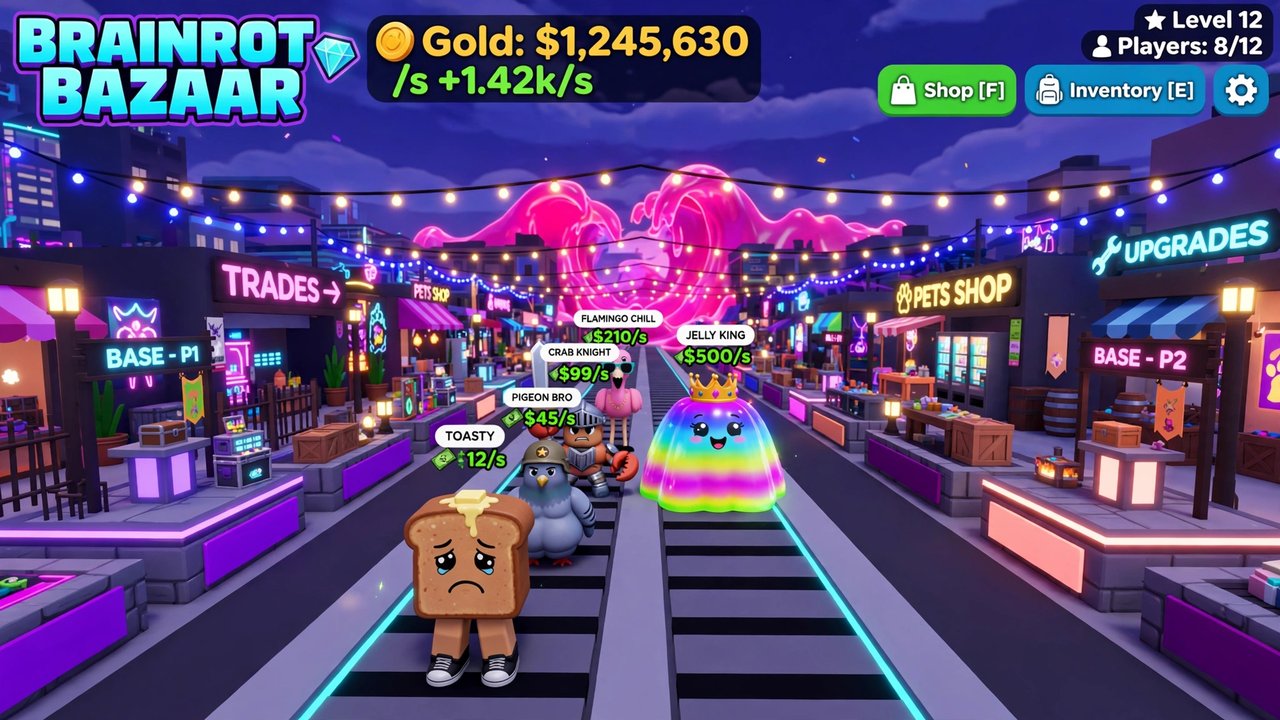 BRAINROT
BAZAAR
Gold: $1,245,630
/s +1.42k/s
Level 12
Players: 8/12
Shop [F]
Inventory [E]
UPGRADES
TRADES→
PETS SHOP
PETS SHOP
BASE - P1
BASE - P2
FLAMINGO CHILL
$210/s
JELLY KING
$500/s
CRAB KNIGHT
$99/s
PIGEON BRO
$45/s
TOASTY
12/s